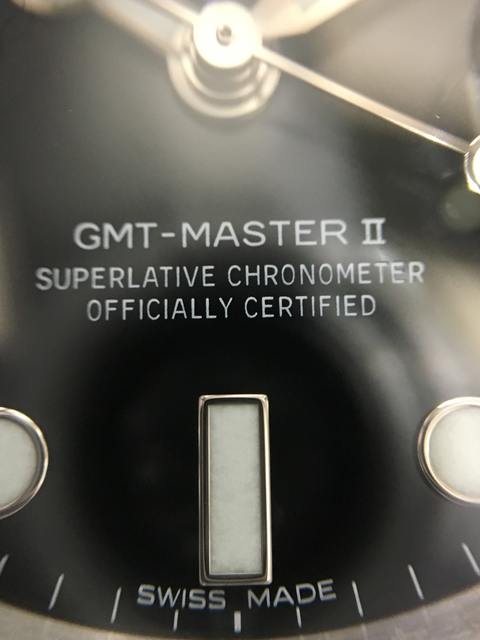 GMT-MASTER II
SUPERLATIVE CHRONOMETER
OFFICIALLY CERTIFIED
SWISS MADE